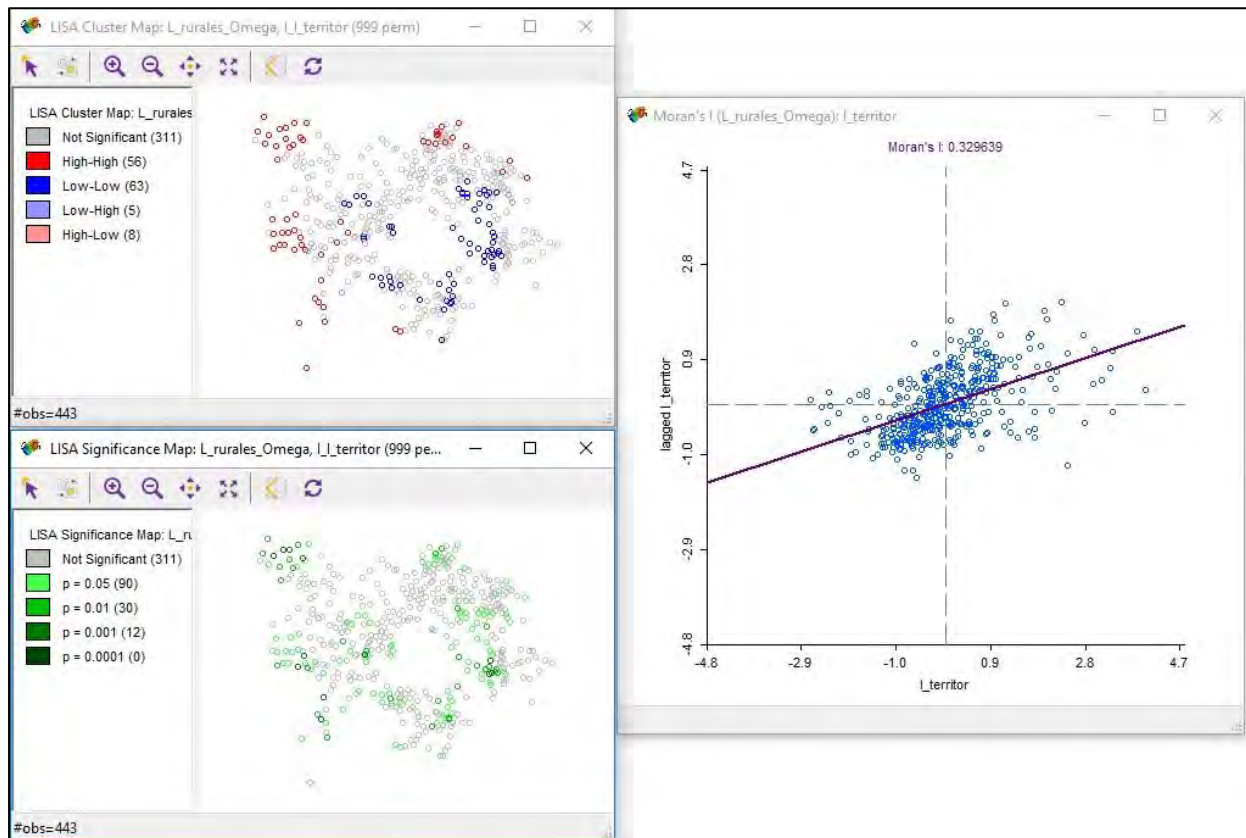 LISA Cluster Map: L_rurales_Omega, I_I_territor (999 perm)
LISA Cluster Map: L_rurales
Not Significant (311)
High-High (56)
Low-Low (63)
Low-High (5)
High-Low (8)
#obs=443
LISA Significance Map: L_rurales_Omega, I_I_territor (999 pe...
LISA Significance Map: L_ru
Not Significant (311)
p = 0.05 (90)
p = 0.01 (30)
p = 0.001 (12)
p = 0.0001 (0)
#obs=443
Moran's I (L_rurales_Omega): I_territor
Moran's I: 0.329639
4.7
2.8
0.9
-1.0
-2.9
-4.8
lagged I_territor
-4.8 -2.9 -1.0 0.9 2.8 4.7
I_territor